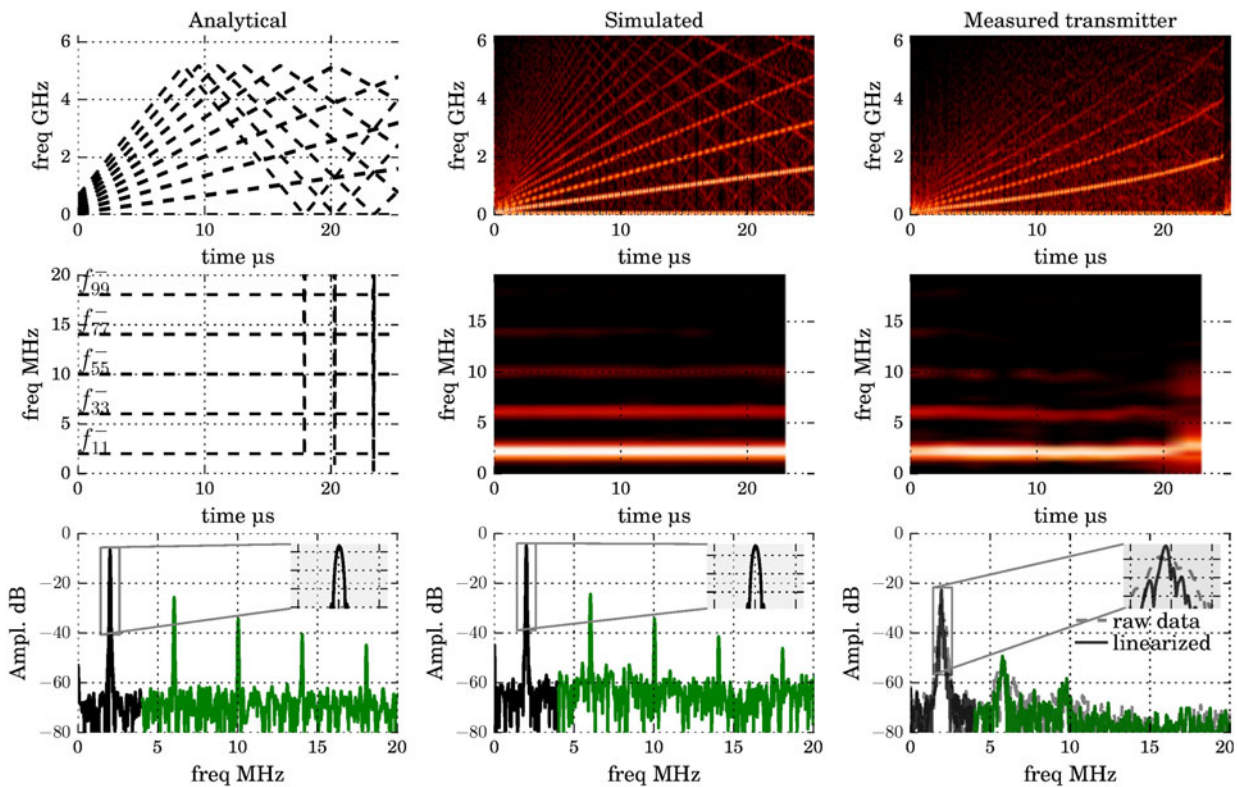 Analytical
Simulated
Measured transmitter
freq GHz
6
4
2
0
0 10 20
time µs
freq GHz
6
4
2
0
0 10 20
time µs
freq GHz
6
4
2
0
0 10 20
time µs
freq MHz
20
15
10
5
0
f⁻₉₉
f⁻₇₇
f⁻₅₅
f⁻₃₃
f⁻₁₁
0 10 20
time µs
freq MHz
15
10
5
0
0 10 20
time µs
freq MHz
15
10
5
0
0 10 20
time µs
Ampl. dB
0
−20
−40
−60
−80
0 5 10 15 20
freq MHz
Ampl. dB
0
−20
−40
−60
−80
0 5 10 15 20
freq MHz
Ampl. dB
0
−20
−40
−60
−80
raw data
linearized
0 5 10 15 20
freq MHz